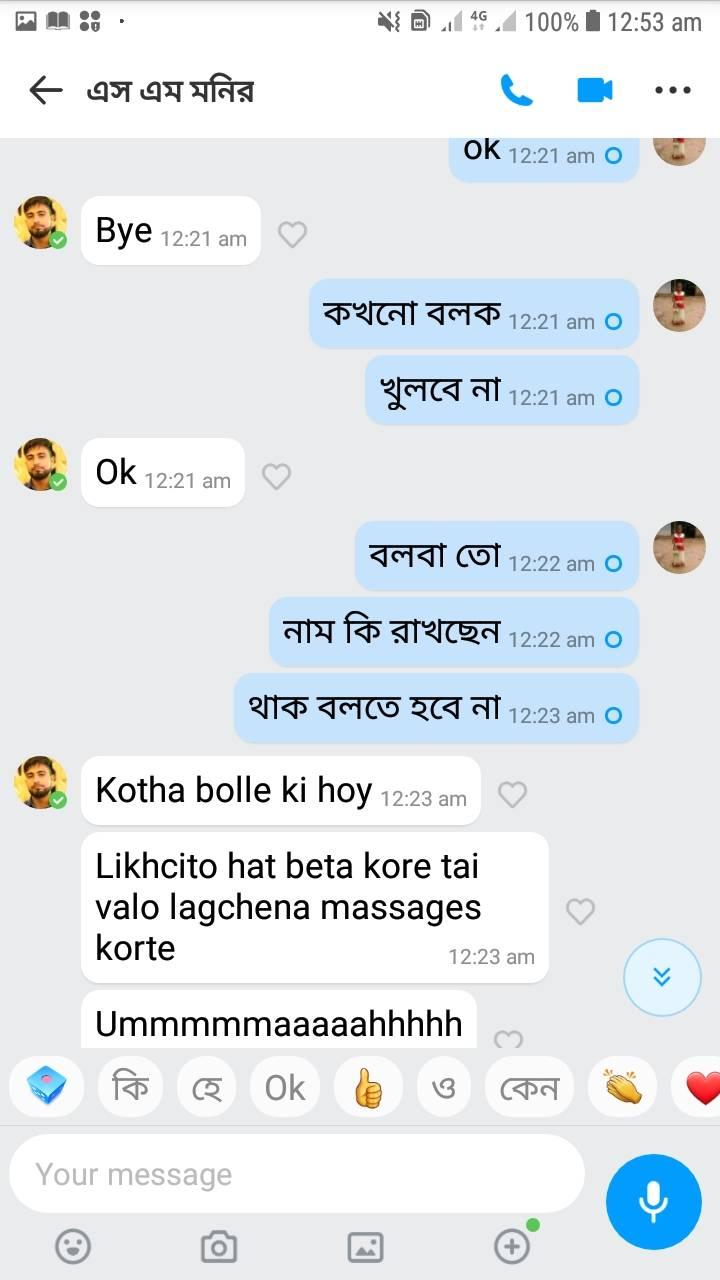 4G 100% 12:53 am
এস এম মনির
ok 12:21 am
Bye 12:21 am
কখনো বলক 12:21 am
খুলবে না 12:21 am
Ok 12:21 am
বলবা তো 12:22 am
নাম কি রাখছেন 12:22 am
থাক বলতে হবে না 12:23 am
Kotha bolle ki hoy 12:23 am
Likhcito hat beta kore tai
valo lagchena massages
korte 12:23 am
Ummmmmaaaaahhhhh
কি হে Ok ও কেন
Your message